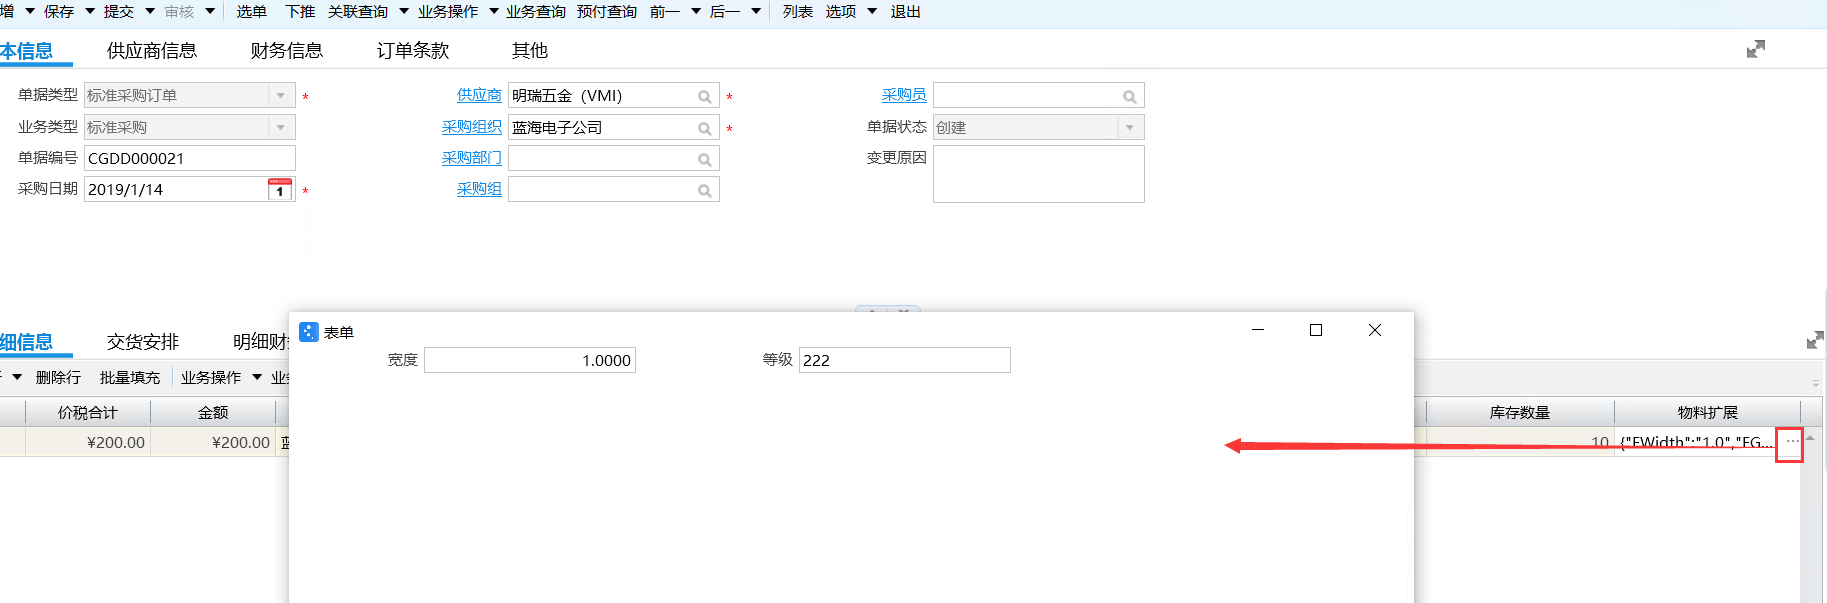 增 保存 提交 审核 选单 下推 关联查询 业务操作 业务查询 预付查询 前一 后一 列表 选项 退出
本信息 供应商信息 财务信息 订单条款 其他
单据类型 标准采购订单 * 供应商 明瑞五金（VMI） * 采购员
业务类型 标准采购 采购组织 蓝海电子公司 * 单据状态 创建
单据编号 CGDD000021 采购部门 变更原因
采购日期 2019/1/14 1 * 采购组
表单
细信息 交货安排 明细财
宽度 1.0000 等级 222
删除行 批量填充 业务操作 业
价税合计 金额 库存数量 物料扩展
¥200.00 ¥200.00 蓝 10 {"FWidth":"1.0","FG... ...